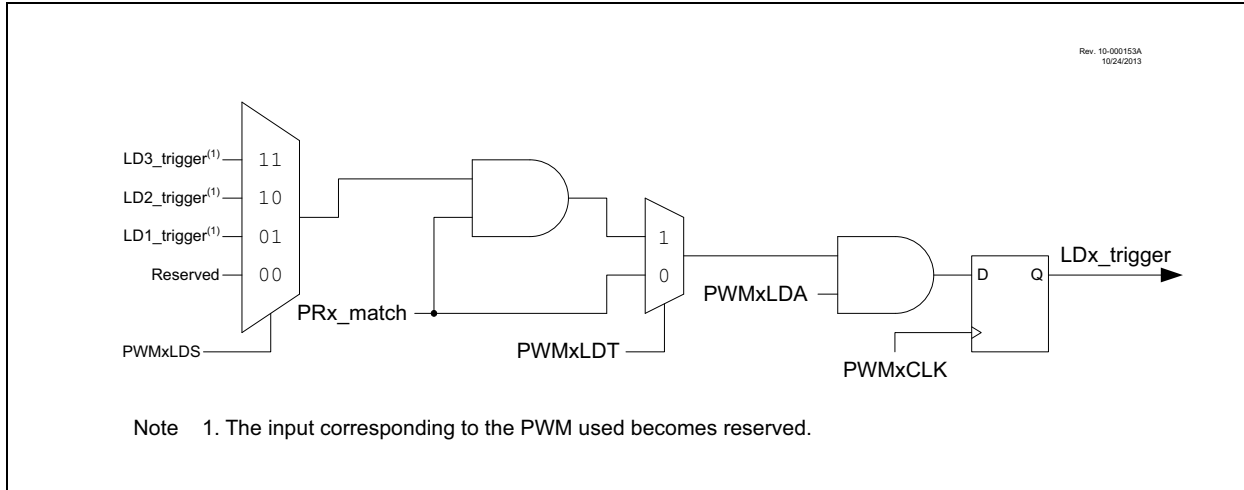 Rev. 10-000153A
10/24/2013
LD3_trigger(1)
11
LD2_trigger(1)
10
LD1_trigger(1)
01
Reserved
00
PWMxLDS
PRx_match
1
0
PWMxLDT
PWMxLDA
D
Q
LDx_trigger
PWMxCLK
Note 1. The input corresponding to the PWM used becomes reserved.